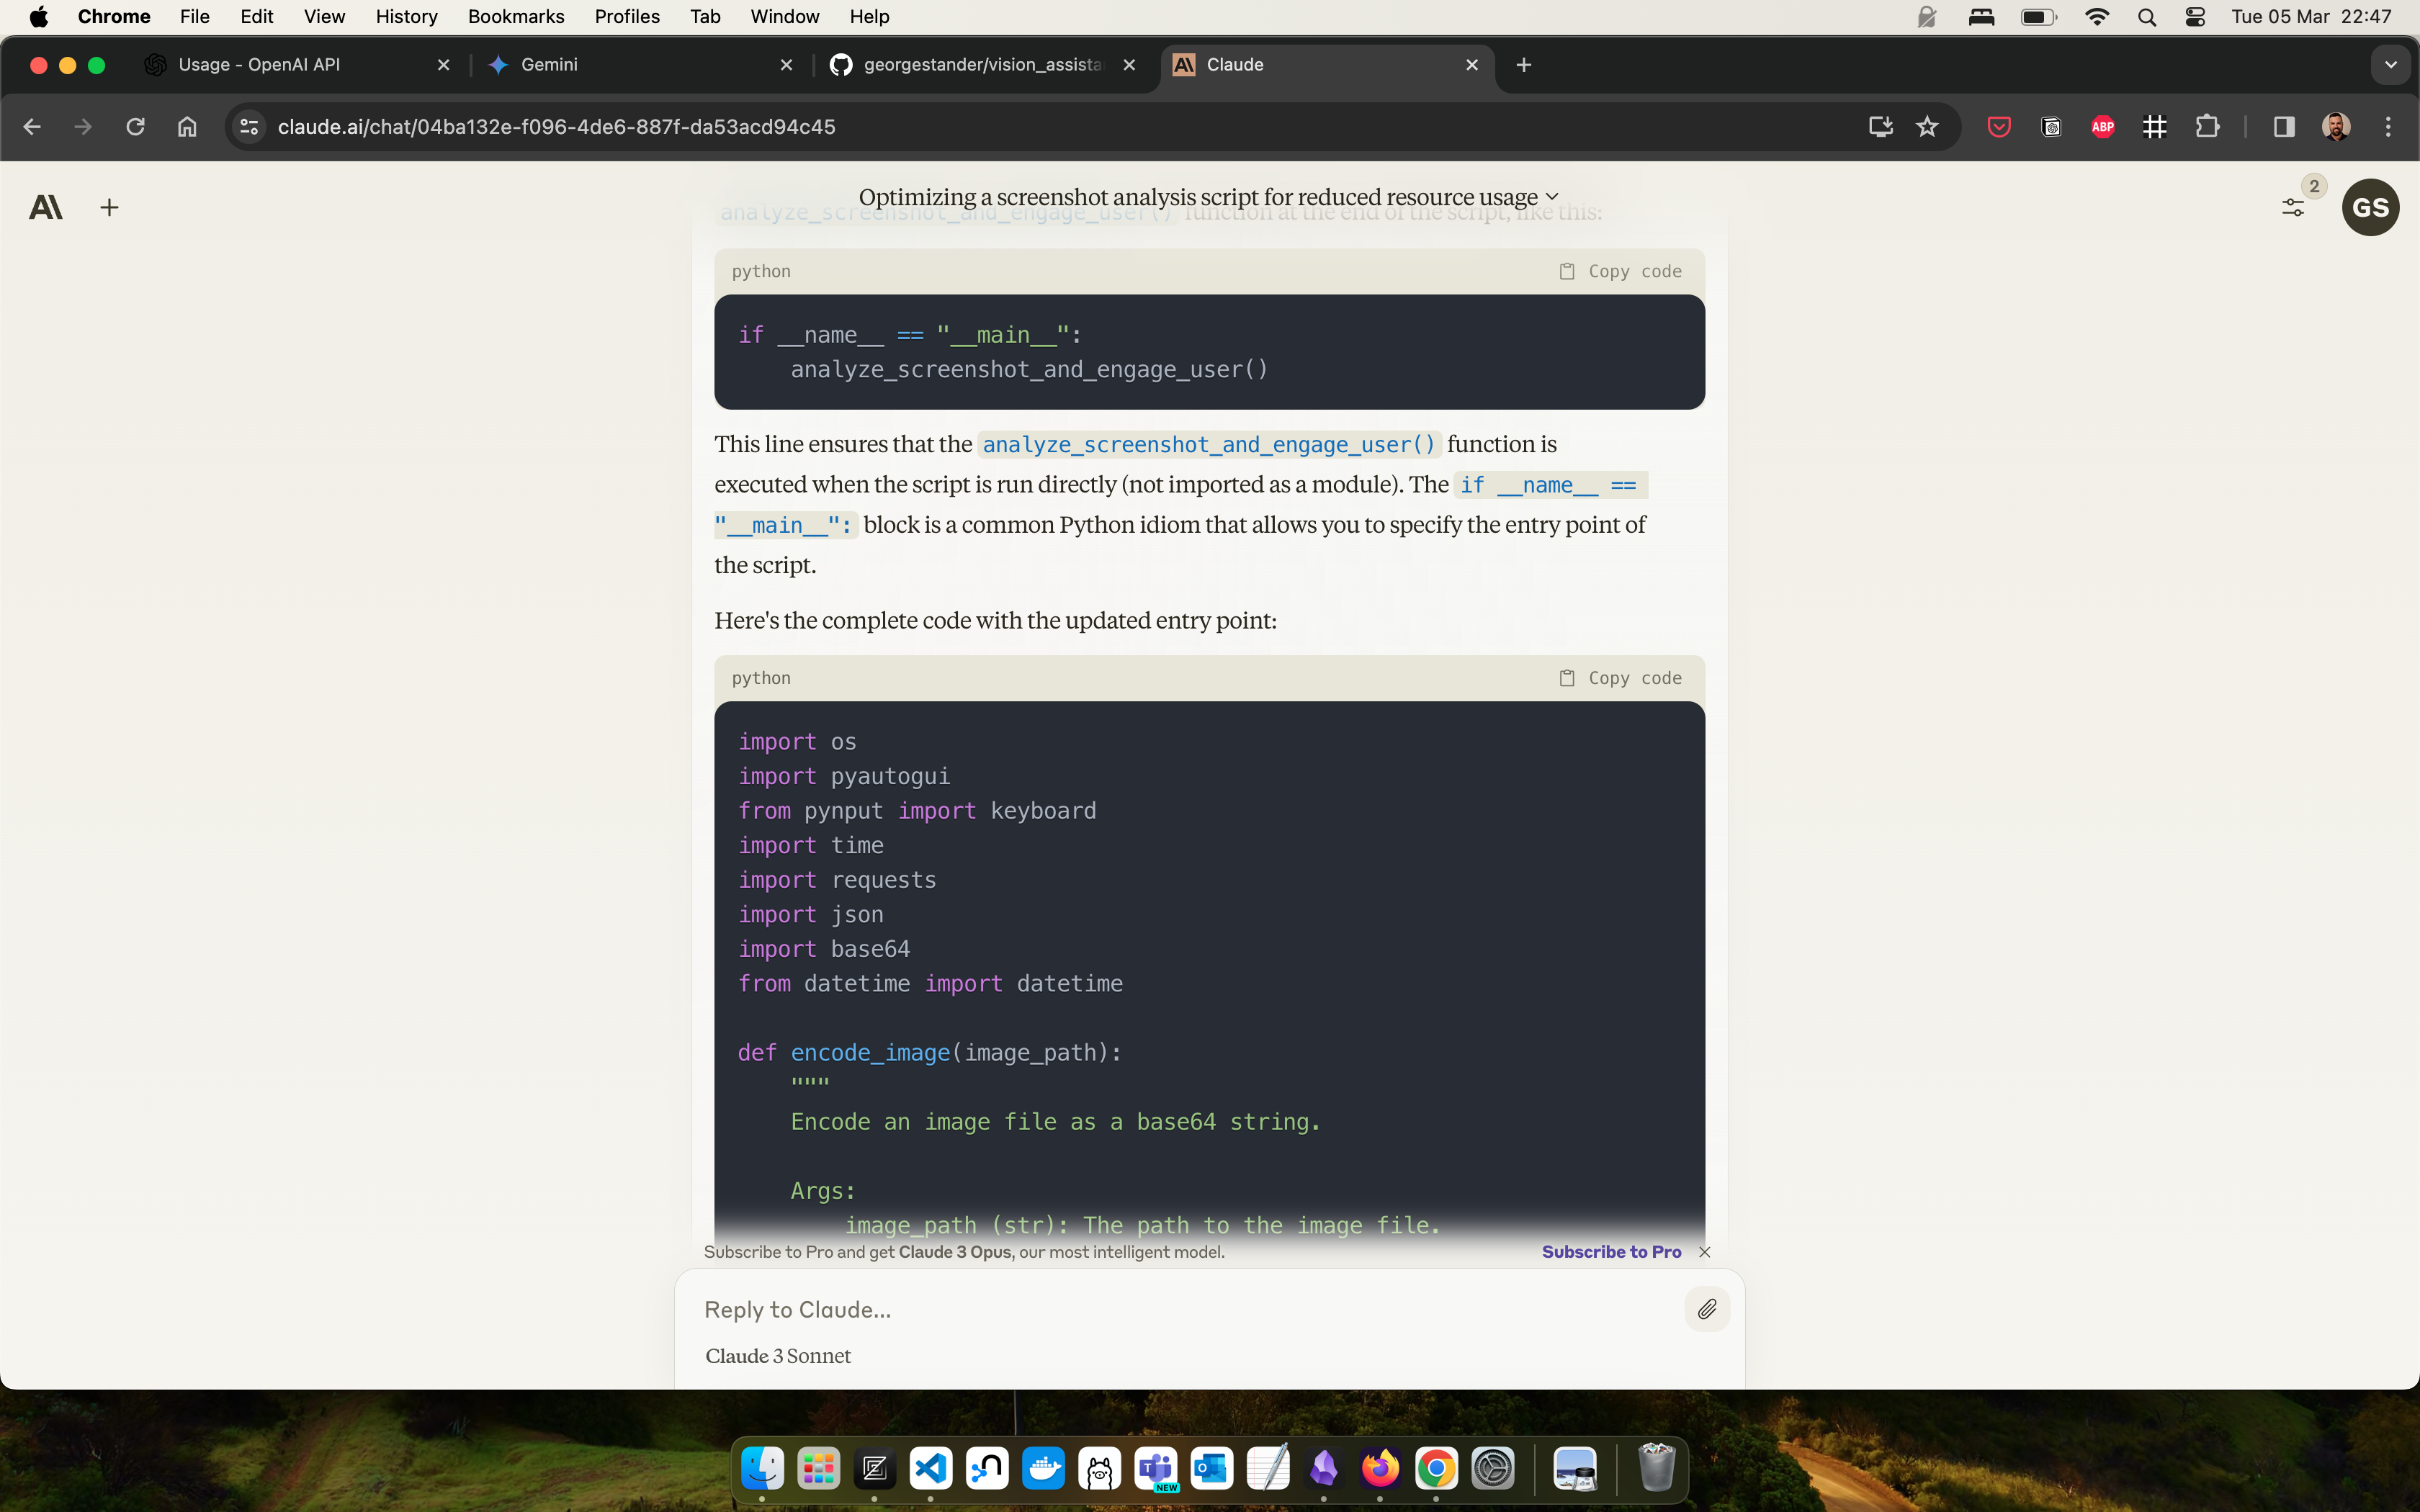 Chrome File Edit View History Bookmarks Profiles Tab Window Help Tue 05 Mar 22:47
Usage - OpenAI API Gemini georgestander/vision_assista Claude
claude.ai/chat/04ba132e-f096-4de6-887f-da53acd94c45 ABP
Optimizing a screenshot analysis script for reduced resource usage 2 GS
analyze_screenshot_and_engage_user() function at the end of the script, like this:
python Copy code
if __name__ == "__main__":
    analyze_screenshot_and_engage_user()
This line ensures that the analyze_screenshot_and_engage_user() function is
executed when the script is run directly (not imported as a module). The if __name__ ==
"__main__": block is a common Python idiom that allows you to specify the entry point of
the script.
Here's the complete code with the updated entry point:
python Copy code
import os
import pyautogui
from pynput import keyboard
import time
import requests
import json
import base64
from datetime import datetime
def encode_image(image_path):
    """
    Encode an image file as a base64 string.
    Args:
        image_path (str): The path to the image file.
Subscribe to Pro and get Claude 3 Opus, our most intelligent model. Subscribe to Pro
Reply to Claude...
Claude 3 Sonnet
NEW